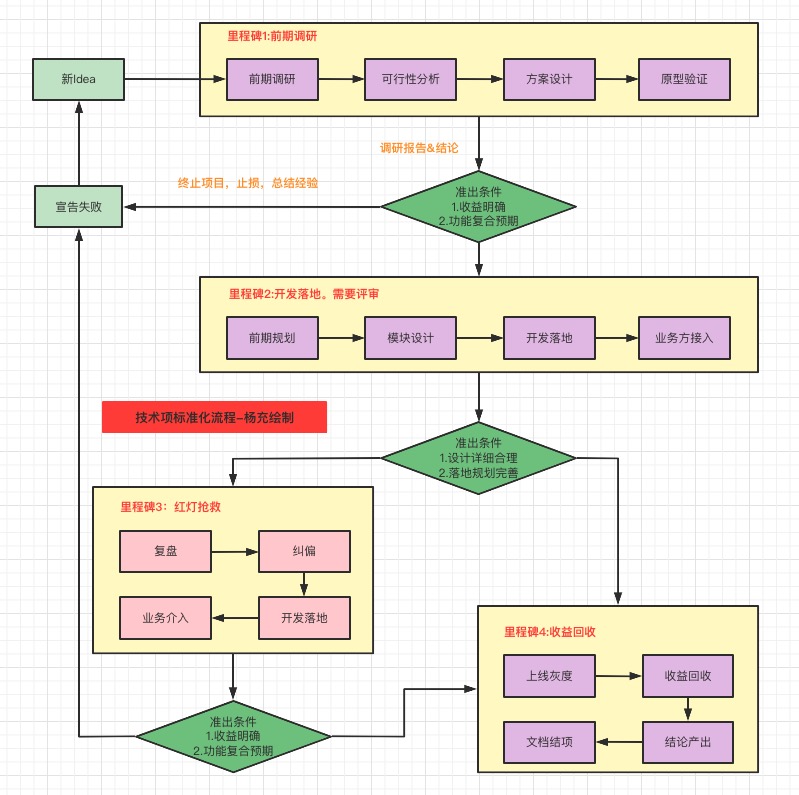 里程碑1:前期调研
新Idea
前期调研
可行性分析
方案设计
原型验证
调研报告&结论
终止项目，止损，总结经验
宣告失败
准出条件
1.收益明确
2.功能复合预期
里程碑2:开发落地。需要评审
前期规划
模块设计
开发落地
业务方接入
技术项标准化流程-杨充绘制
准出条件
1.设计详细合理
2.落地规划完善
里程碑3：红灯抢救
复盘
纠偏
业务介入
开发落地
里程碑4:收益回收
上线灰度
收益回收
文档结项
结论产出
准出条件
1.收益明确
2.功能复合预期